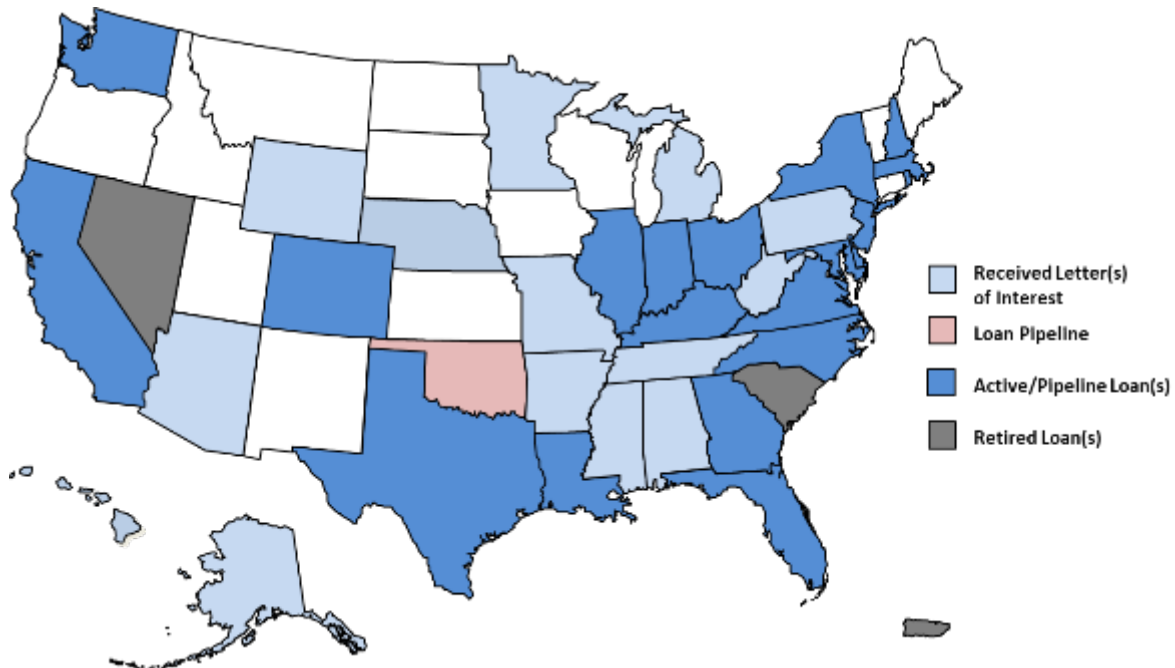 Received Letter(s)
of Interest
Loan Pipeline
Active/Pipeline Loan(s)
Retired Loan(s)